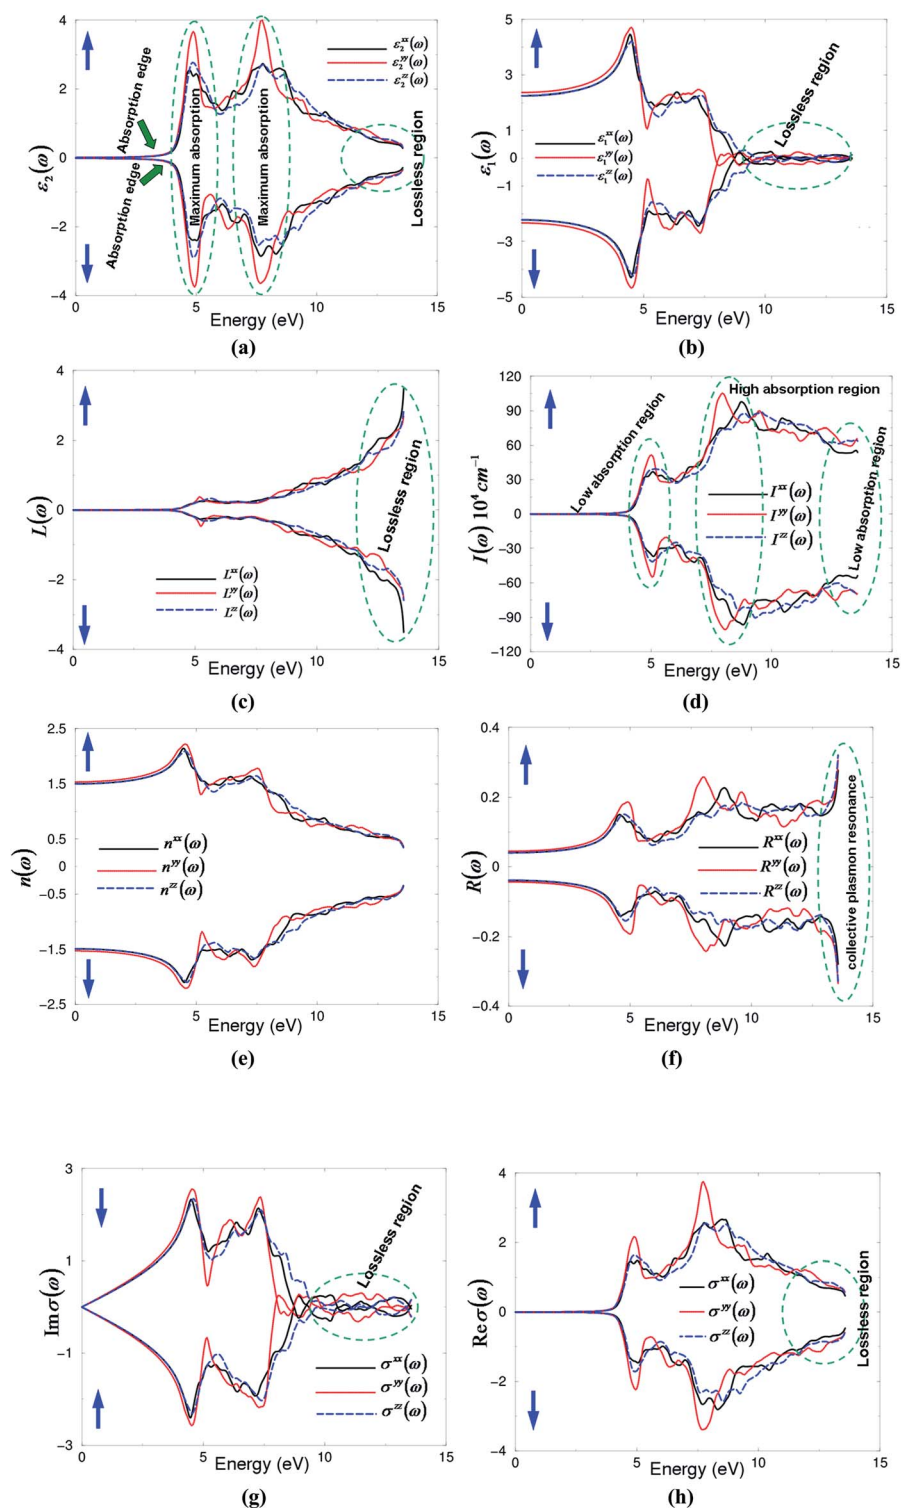 4
2
0
−2
−4
ε₂(ω)
Absorption edge
Absorption edge
Maximum absorption
Maximum absorption
Lossless region
ε₂ˣˣ(ω)
ε₂ʸʸ(ω)
ε₂ᶻᶻ(ω)
0 5 10 15
Energy (eV)
(a)
5
3
1
−1
−3
−5
ε₁(ω)
Lossless region
ε₁ˣˣ(ω)
ε₁ʸʸ(ω)
ε₁ᶻᶻ(ω)
0 5 10 15
Energy (eV)
(b)
4
2
0
−2
−4
L(ω)
Lossless region
Lˣˣ(ω)
Lʸʸ(ω)
Lᶻᶻ(ω)
0 5 10 15
Energy (eV)
(c)
120
90
60
30
0
−30
−60
−90
−120
I(ω) 10⁴cm⁻¹
Low absorption region
High absorption region
Low absorption region
Iˣˣ(ω)
Iʸʸ(ω)
Iᶻᶻ(ω)
0 5 10 15
Energy (eV)
(d)
2.5
1.5
0.5
0
−0.5
−1.5
−2.5
n(ω)
nˣˣ(ω)
nʸʸ(ω)
nᶻᶻ(ω)
0 5 10 15
Energy (eV)
(e)
0.4
0.2
0
−0.2
−0.4
R(ω)
Rˣˣ(ω)
Rʸʸ(ω)
Rᶻᶻ(ω)
collective plasmon resonance
0 5 10 15
Energy (eV)
(f)
3
1
−1
−3
Imσ(ω)
Lossless region
σˣˣ(ω)
σʸʸ(ω)
σᶻᶻ(ω)
0 5 10 15
Energy (eV)
(g)
4
2
0
−2
−4
Reσ(ω)
σˣˣ(ω)
σʸʸ(ω)
σᶻᶻ(ω)
Lossless region
0 5 10 15
Energy (eV)
(h)